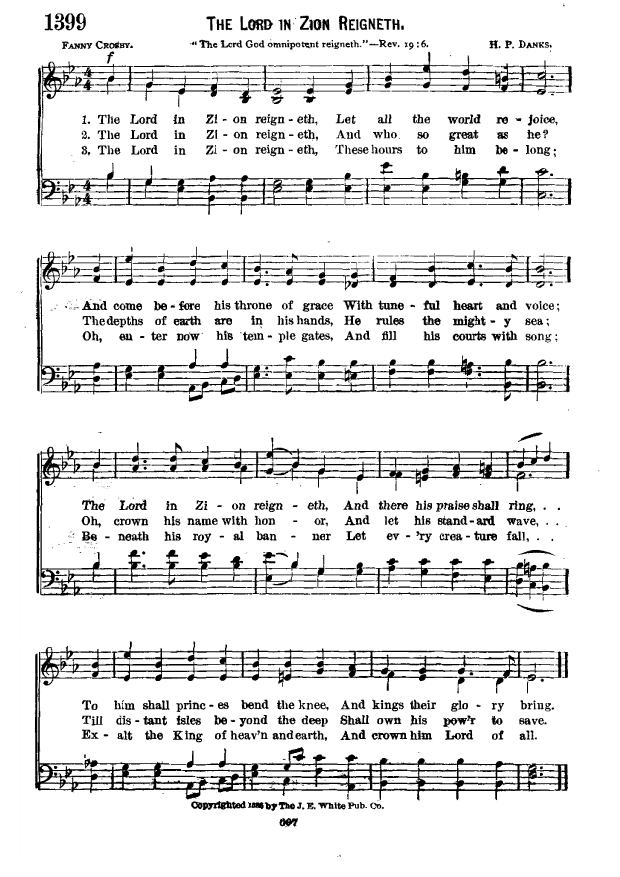 1399
THE LORD IN ZION REIGNETH.
FANNY CROSBY. "The Lord God omnipotent reigneth."—Rev. 19:6. H. P. DANKS.
f
1. The Lord in Zi - on reign - eth, Let all the world re - joice,
2. The Lord in Zi - on reign - eth, And who so great as he?
3. The Lord in Zi - on reign - eth, These hours to him be - long;
And come be - fore his throne of grace With tune - ful heart and voice;
The depths of earth are in his hands, He rules the might - y sea;
Oh, en - ter now his tem - ple gates, And fill his courts with song;
The Lord in Zi - on reign - eth, And there his praise shall ring, . .
Oh, crown his name with hon - or, And let his stand - ard wave, . .
Be - neath his roy - al ban - ner Let ev - 'ry crea - ture fall, . .
To him shall princ - es bend the knee, And kings their glo - ry bring.
Till dis - tant isles be - yond the deep Shall own his pow'r to save.
Ex - alt the King of heav'n and earth, And crown him Lord of all.
Copyrighted 1886 by The J. E. White Pub. Co.
697